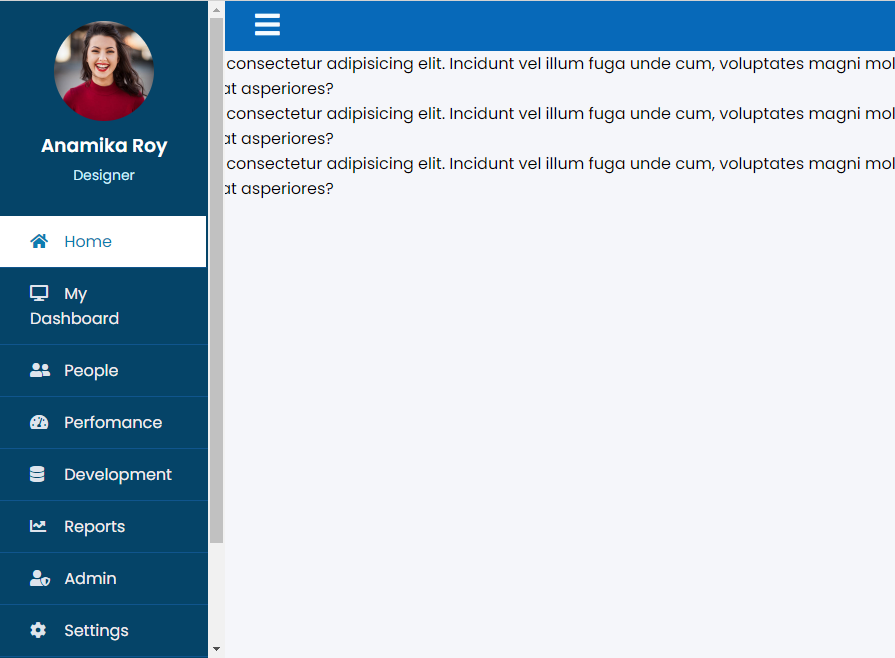 Anamika Roy
Designer
Home
My
Dashboard
People
Perfomance
Development
Reports
Admin
Settings
consectetur adipisicing elit. Incidunt vel illum fuga unde cum, voluptates magni mol
at asperiores?
consectetur adipisicing elit. Incidunt vel illum fuga unde cum, voluptates magni mol
at asperiores?
consectetur adipisicing elit. Incidunt vel illum fuga unde cum, voluptates magni mol
at asperiores?